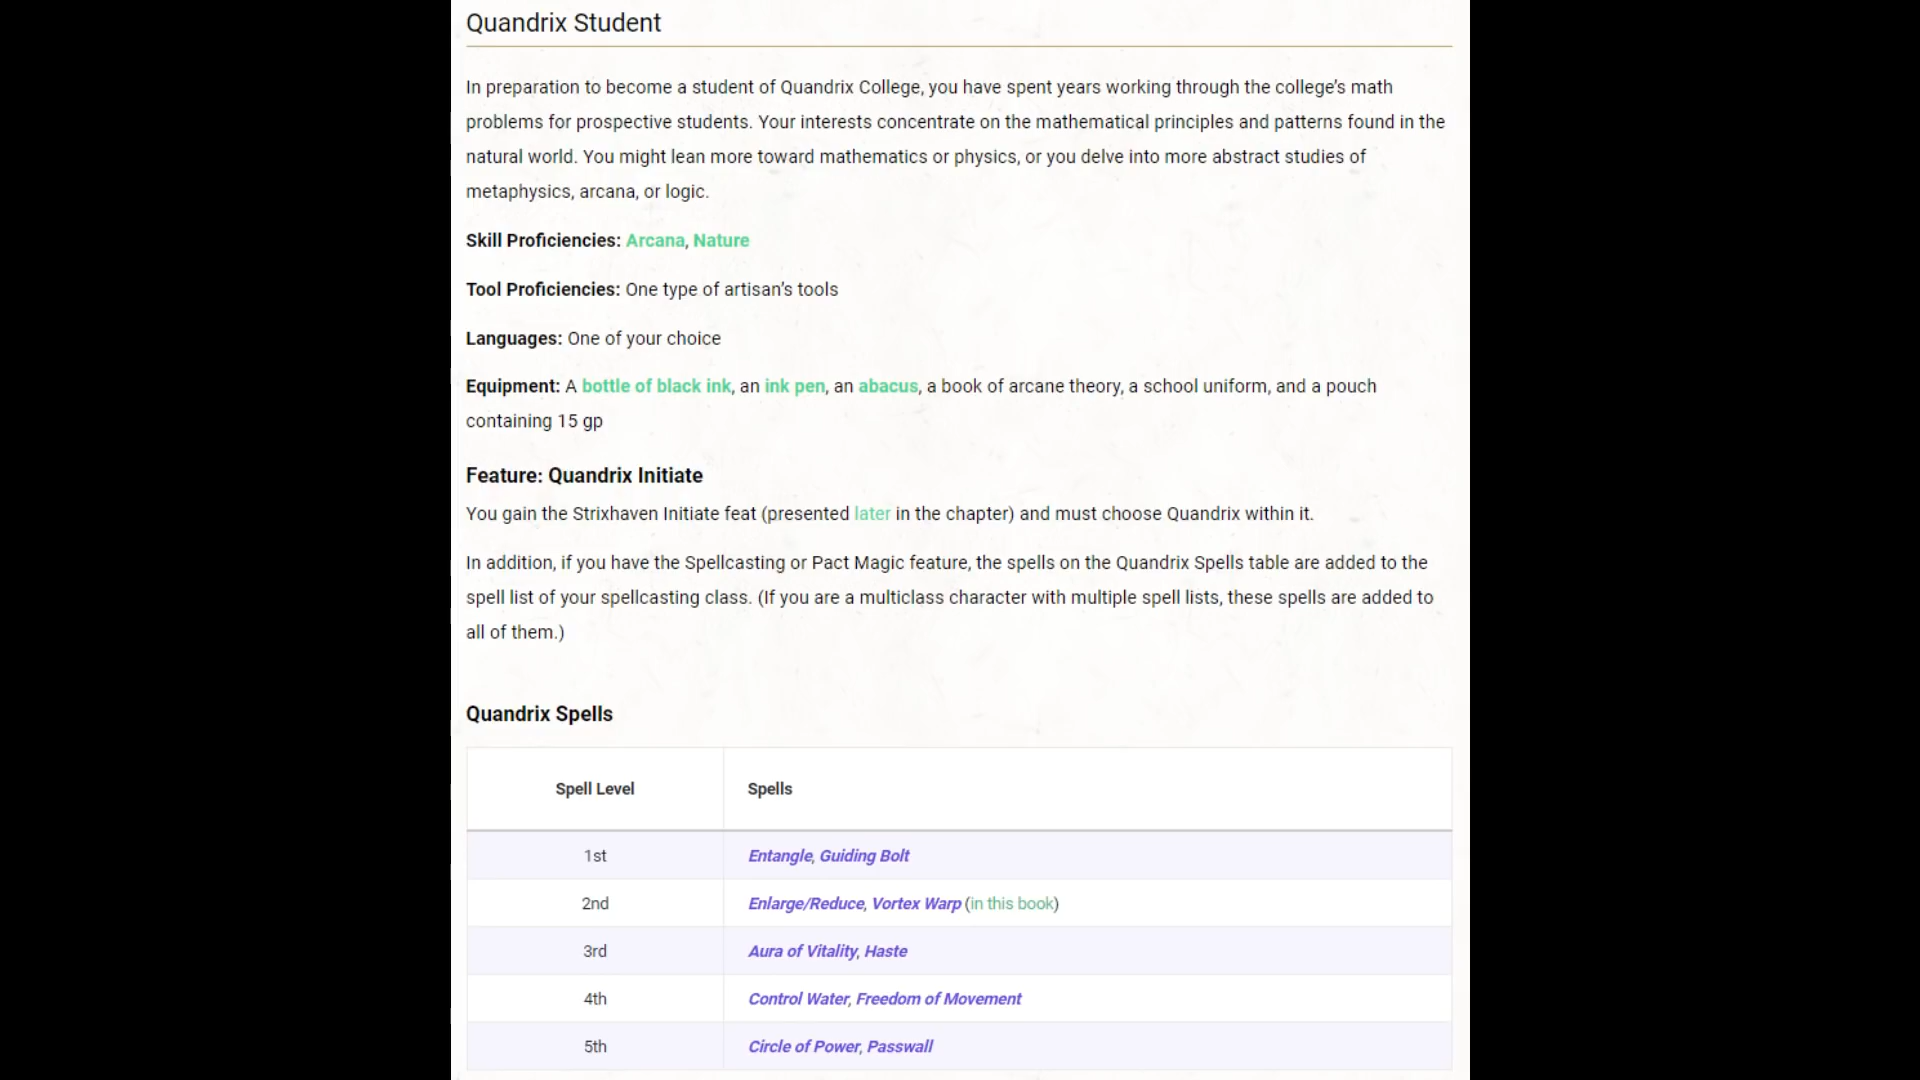 Quandrix Student
In preparation to become a student of Quandrix College, you have spent years working through the college’s math
problems for prospective students. Your interests concentrate on the mathematical principles and patterns found in the
natural world. You might lean more toward mathematics or physics, or you delve into more abstract studies of
metaphysics, arcana, or logic.
Skill Proficiencies: Arcana, Nature
Tool Proficiencies: One type of artisan’s tools
Languages: One of your choice
Equipment: A bottle of black ink, an ink pen, an abacus, a book of arcane theory, a school uniform, and a pouch
containing 15 gp
Feature: Quandrix Initiate
You gain the Strixhaven Initiate feat (presented later in the chapter) and must choose Quandrix within it.
In addition, if you have the Spellcasting or Pact Magic feature, the spells on the Quandrix Spells table are added to the
spell list of your spellcasting class. (If you are a multiclass character with multiple spell lists, these spells are added to
all of them.)
Quandrix Spells
Spell Level Spells
1st Entangle, Guiding Bolt
2nd Enlarge/Reduce, Vortex Warp (in this book)
3rd Aura of Vitality, Haste
4th Control Water, Freedom of Movement
5th Circle of Power, Passwall